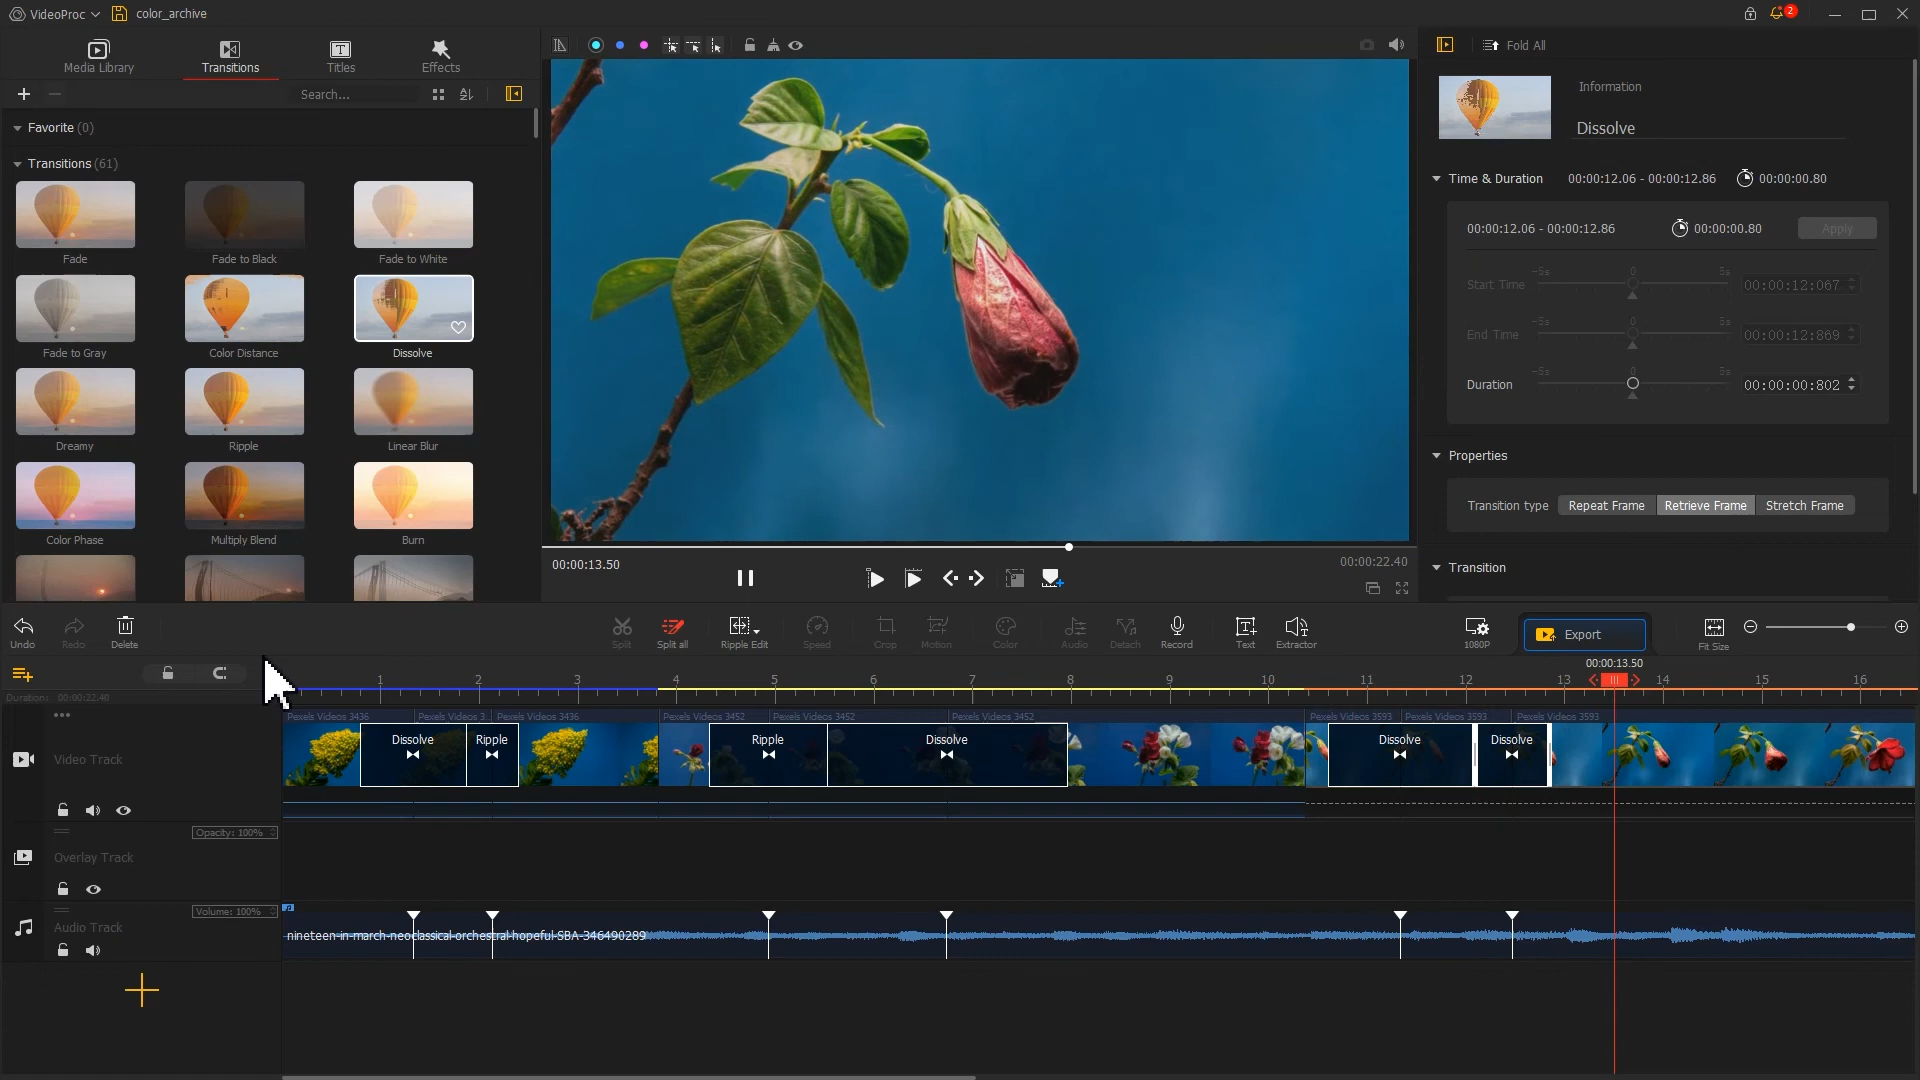 VideoProc
color_archive
2
Media Library
Transitions
Titles
Effects
Search...
Fold All
Favorite (0)
Transitions (61)
Fade
Fade to Black
Fade to White
Fade to Gray
Color Distance
Dissolve
Dreamy
Ripple
Linear Blur
Color Phase
Multiply Blend
Burn
00:00:13.50
00:00:22.40
Information
Dissolve
Time & Duration 00:00:12.06 - 00:00:12.86 00:00:00.80
00:00:12.06 - 00:00:12.86 00:00:00.80 Apply
-5s 0 5s
Start Time 00:00:12:067
-5s 0 5s
End Time 00:00:12:869
-5s 0 5s
Duration 00:00:00:802
Properties
Transition type Repeat Frame Retrieve Frame Stretch Frame
Transition
Undo
Redo
Delete
Split
Split all
Ripple Edit
Speed
Crop
Motion
Color
Audio
Detach
Record
Text
Extractor
1080P
Export
Fit Size
00:00:13.50
1 2 3 4 5 6 7 8 9 10 11 12 13 14 15 16
Duration: 00:00:22.40
Pexels Videos 3436 Pexels Videos 3... Pexels Videos 3436 Pexels Videos 3452 Pexels Videos 3452 Pexels Videos 3452 Pexels Videos 3593 Pexels Videos 3593 Pexels Videos 3593
Dissolve Ripple Ripple Dissolve Dissolve Dissolve
Video Track
Opacity: 100%
Overlay Track
Volume: 100%
Audio Track
nineteen-in-march-neoclassical-orchestral-hopeful-SBA-346490289